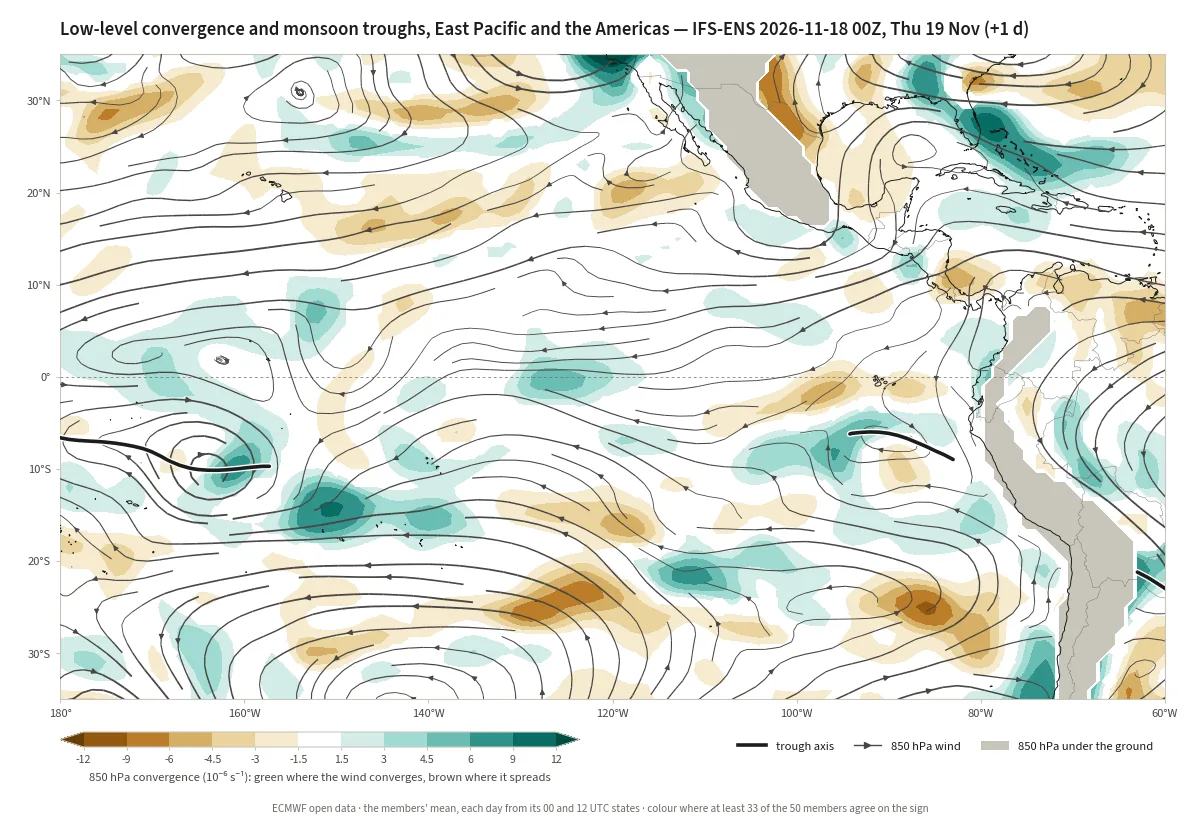 Low-level convergence and monsoon troughs, East Pacific and the Americas — IFS-ENS 2026-11-18 00Z, Thu 19 Nov (+1 d)
30°N
20°N
10°N
0°
10°S
20°S
30°S
180° 160°W 140°W 120°W 100°W 80°W 60°W
-12 -9 -6 -4.5 -3 -1.5 1.5 3 4.5 6 9 12
850 hPa convergence (10⁻⁶ s⁻¹): green where the wind converges, brown where it spreads
trough axis 850 hPa wind 850 hPa under the ground
ECMWF open data · the members' mean, each day from its 00 and 12 UTC states · colour where at least 33 of the 50 members agree on the sign